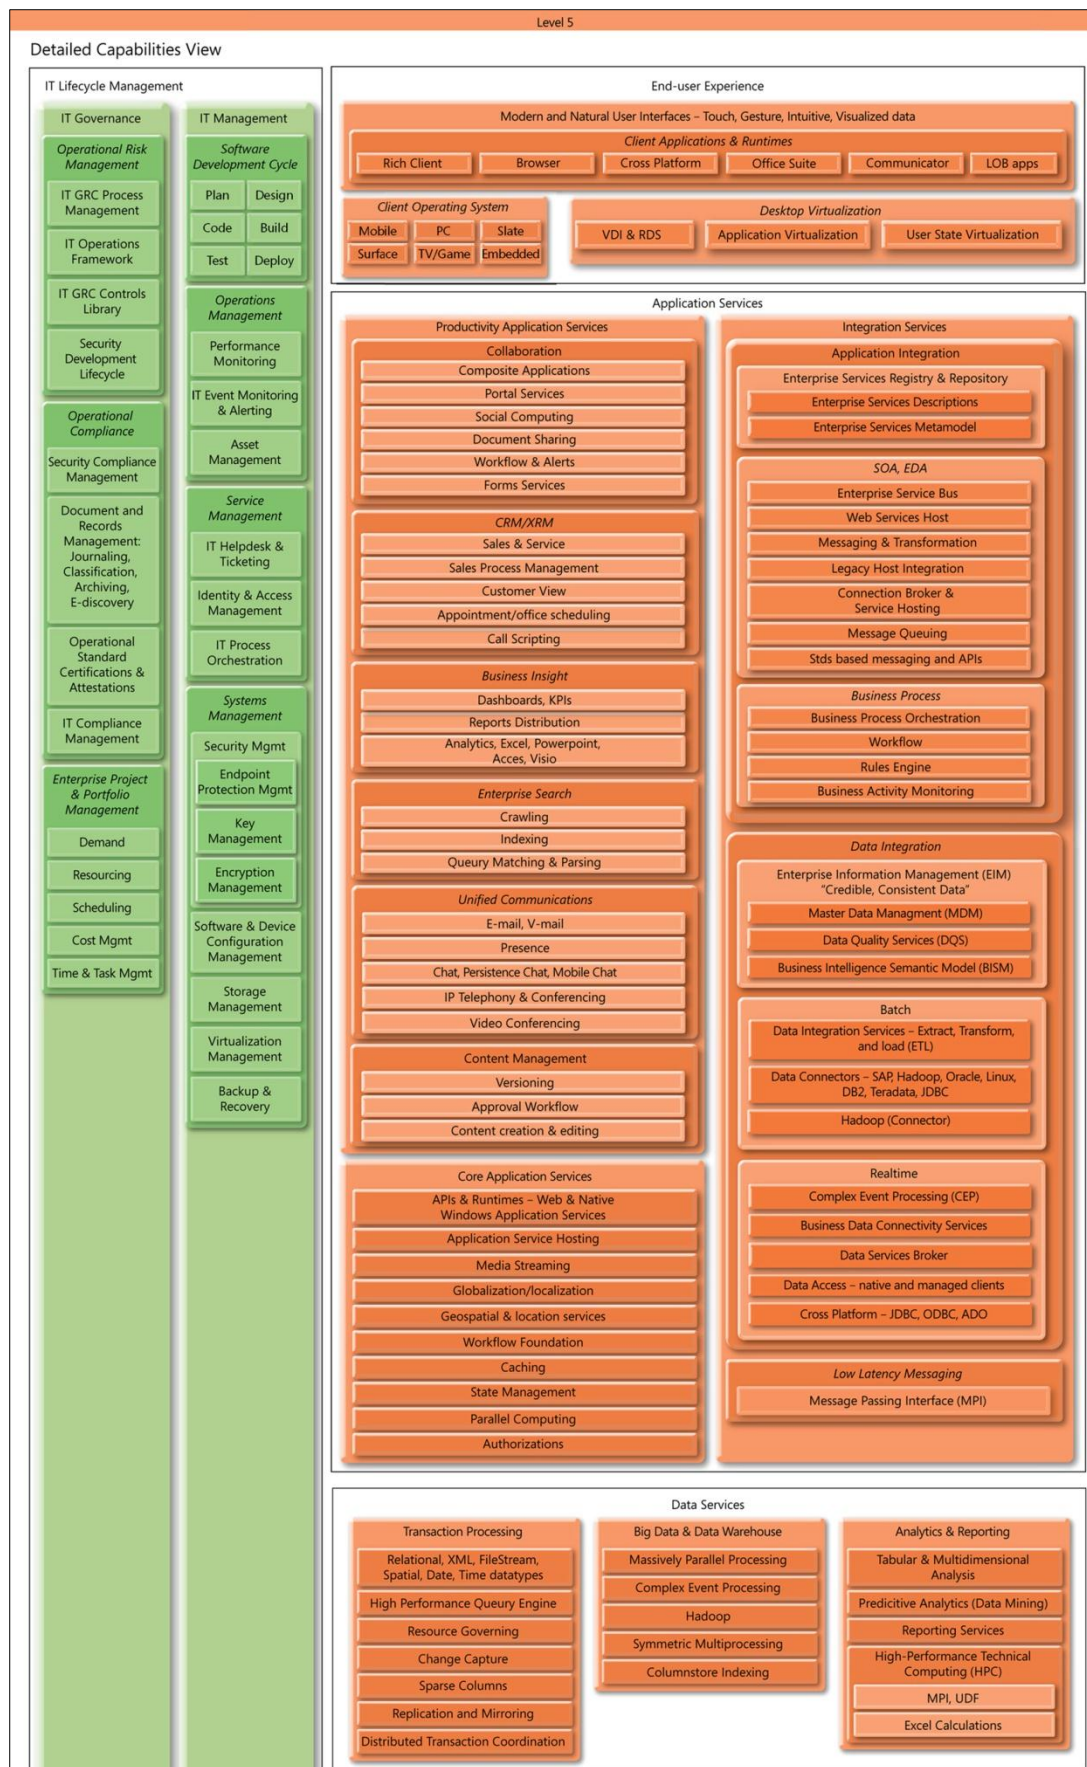 Level 5
Detailed Capabilities View
IT Lifecycle Management
IT Governance
Operational Risk
Management
IT GRC Process
Management
IT Operations
Framework
IT GRC Controls
Library
Security
Development
Lifecycle
Operational
Compliance
Security Compliance
Management
Document and
Records
Management:
Journaling,
Classification,
Archiving,
E-discovery
Operational
Standard
Certifications &
Attestations
IT Compliance
Management
Enterprise Project
& Portfolio
Management
Demand
Resourcing
Scheduling
Cost Mgmt
Time & Task Mgmt
IT Management
Software
Development Cycle
Plan
Design
Code
Build
Test
Deploy
Operations
Management
Performance
Monitoring
IT Event Monitoring
& Alerting
Asset
Management
Service
Management
IT Helpdesk &
Ticketing
Identity & Access
Management
IT Process
Orchestration
Systems
Management
Security Mgmt
Endpoint
Protection Mgmt
Key
Management
Encryption
Management
Software & Device
Configuration
Management
Storage
Management
Virtualization
Management
Backup &
Recovery
End-user Experience
Modern and Natural User Interfaces – Touch, Gesture, Intuitive, Visualized data
Client Applications & Runtimes
Rich Client
Browser
Cross Platform
Office Suite
Communicator
LOB apps
Client Operating System
Mobile
PC
Slate
Surface
TV/Game
Embedded
Desktop Virtualization
VDI & RDS
Application Virtualization
User State Virtualization
Application Services
Productivity Application Services
Collaboration
Composite Applications
Portal Services
Social Computing
Document Sharing
Workflow & Alerts
Forms Services
CRM/XRM
Sales & Service
Sales Process Management
Customer View
Appointment/office scheduling
Call Scripting
Business Insight
Dashboards, KPIs
Reports Distribution
Analytics, Excel, Powerpoint,
Acces, Visio
Enterprise Search
Crawling
Indexing
Queury Matching & Parsing
Unified Communications
E-mail, V-mail
Presence
Chat, Persistence Chat, Mobile Chat
IP Telephony & Conferencing
Video Conferencing
Content Management
Versioning
Approval Workflow
Content creation & editing
Core Application Services
APIs & Runtimes – Web & Native
Windows Application Services
Application Service Hosting
Media Streaming
Globalization/localization
Geospatial & location services
Workflow Foundation
Caching
State Management
Parallel Computing
Authorizations
Integration Services
Application Integration
Enterprise Services Registry & Repository
Enterprise Services Descriptions
Enterprise Services Metamodel
SOA, EDA
Enterprise Service Bus
Web Services Host
Messaging & Transformation
Legacy Host Integration
Connection Broker &
Service Hosting
Message Queuing
Stds based messaging and APIs
Business Process
Business Process Orchestration
Workflow
Rules Engine
Business Activity Monitoring
Data Integration
Enterprise Information Management (EIM)
“Credible, Consistent Data”
Master Data Managment (MDM)
Data Quality Services (DQS)
Business Intelligence Semantic Model (BISM)
Batch
Data Integration Services – Extract, Transform,
and load (ETL)
Data Connectors – SAP, Hadoop, Oracle, Linux,
DB2, Teradata, JDBC
Hadoop (Connector)
Realtime
Complex Event Processing (CEP)
Business Data Connectivity Services
Data Services Broker
Data Access – native and managed clients
Cross Platform – JDBC, ODBC, ADO
Low Latency Messaging
Message Passing Interface (MPI)
Data Services
Transaction Processing
Relational, XML, FileStream,
Spatial, Date, Time datatypes
High Performance Queury Engine
Resource Governing
Change Capture
Sparse Columns
Replication and Mirroring
Distributed Transaction Coordination
Big Data & Data Warehouse
Massively Parallel Processing
Complex Event Processing
Hadoop
Symmetric Multiprocessing
Columnstore Indexing
Analytics & Reporting
Tabular & Multidimensional
Analysis
Predicitive Analytics (Data Mining)
Reporting Services
High-Performance Technical
Computing (HPC)
MPI, UDF
Excel Calculations